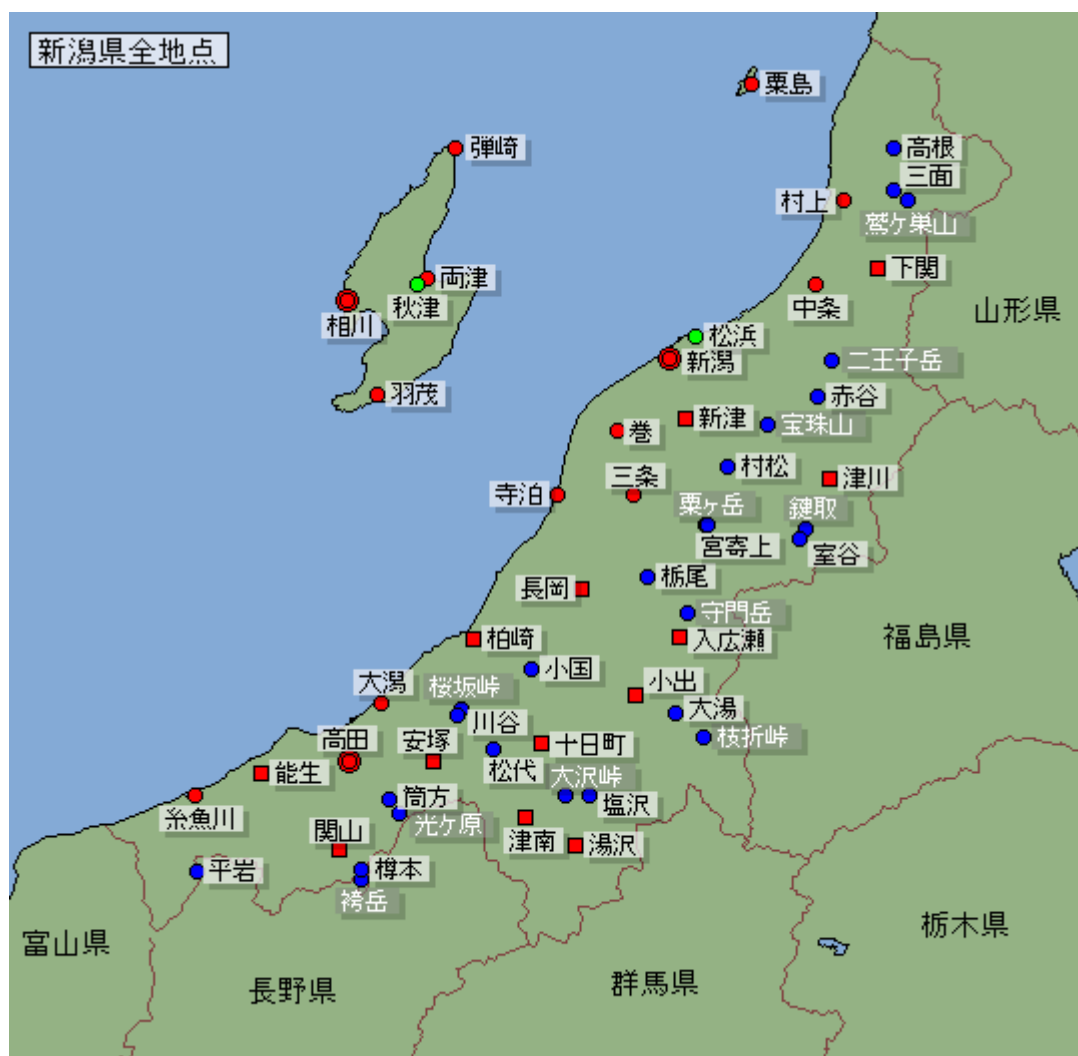 新潟県全地点
粟島
弾崎
高根
三面
村上
鷲ケ巣山
両津
下関
秋津
中条
山形県
相川
松浜
新潟
二王子岳
羽茂
赤谷
新津
宝珠山
巻
村松
三条
津川
寺泊
粟ヶ岳
鍵取
宮寄上
室谷
栃尾
長岡
守門岳
福島県
柏崎
入広瀬
小国
小出
桜坂峠
大潟
大湯
川谷
高田
安塚
十日町
枝折峠
能生
松代
大沢峠
筒方
塩沢
糸魚川
光ケ原
関山
津南
湯沢
平岩
樽本
袴岳
富山県
栃木県
長野県
群馬県